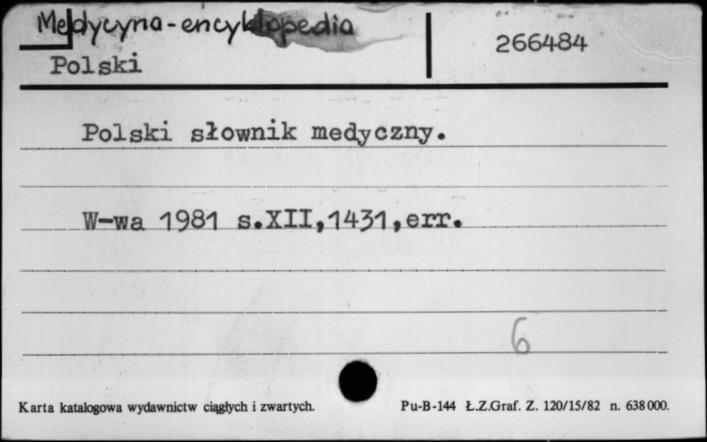 Medycyna-encyklopedia
266484
Polski
Polski słownik medyczny.
W-wa 1981 s.XII,1431,err.
6
Karta katalogowa wydawnictw ciągłych i zwartych.
Pu-B-144 Ł.Z.Graf. Z. 120/15/82 n. 638000.